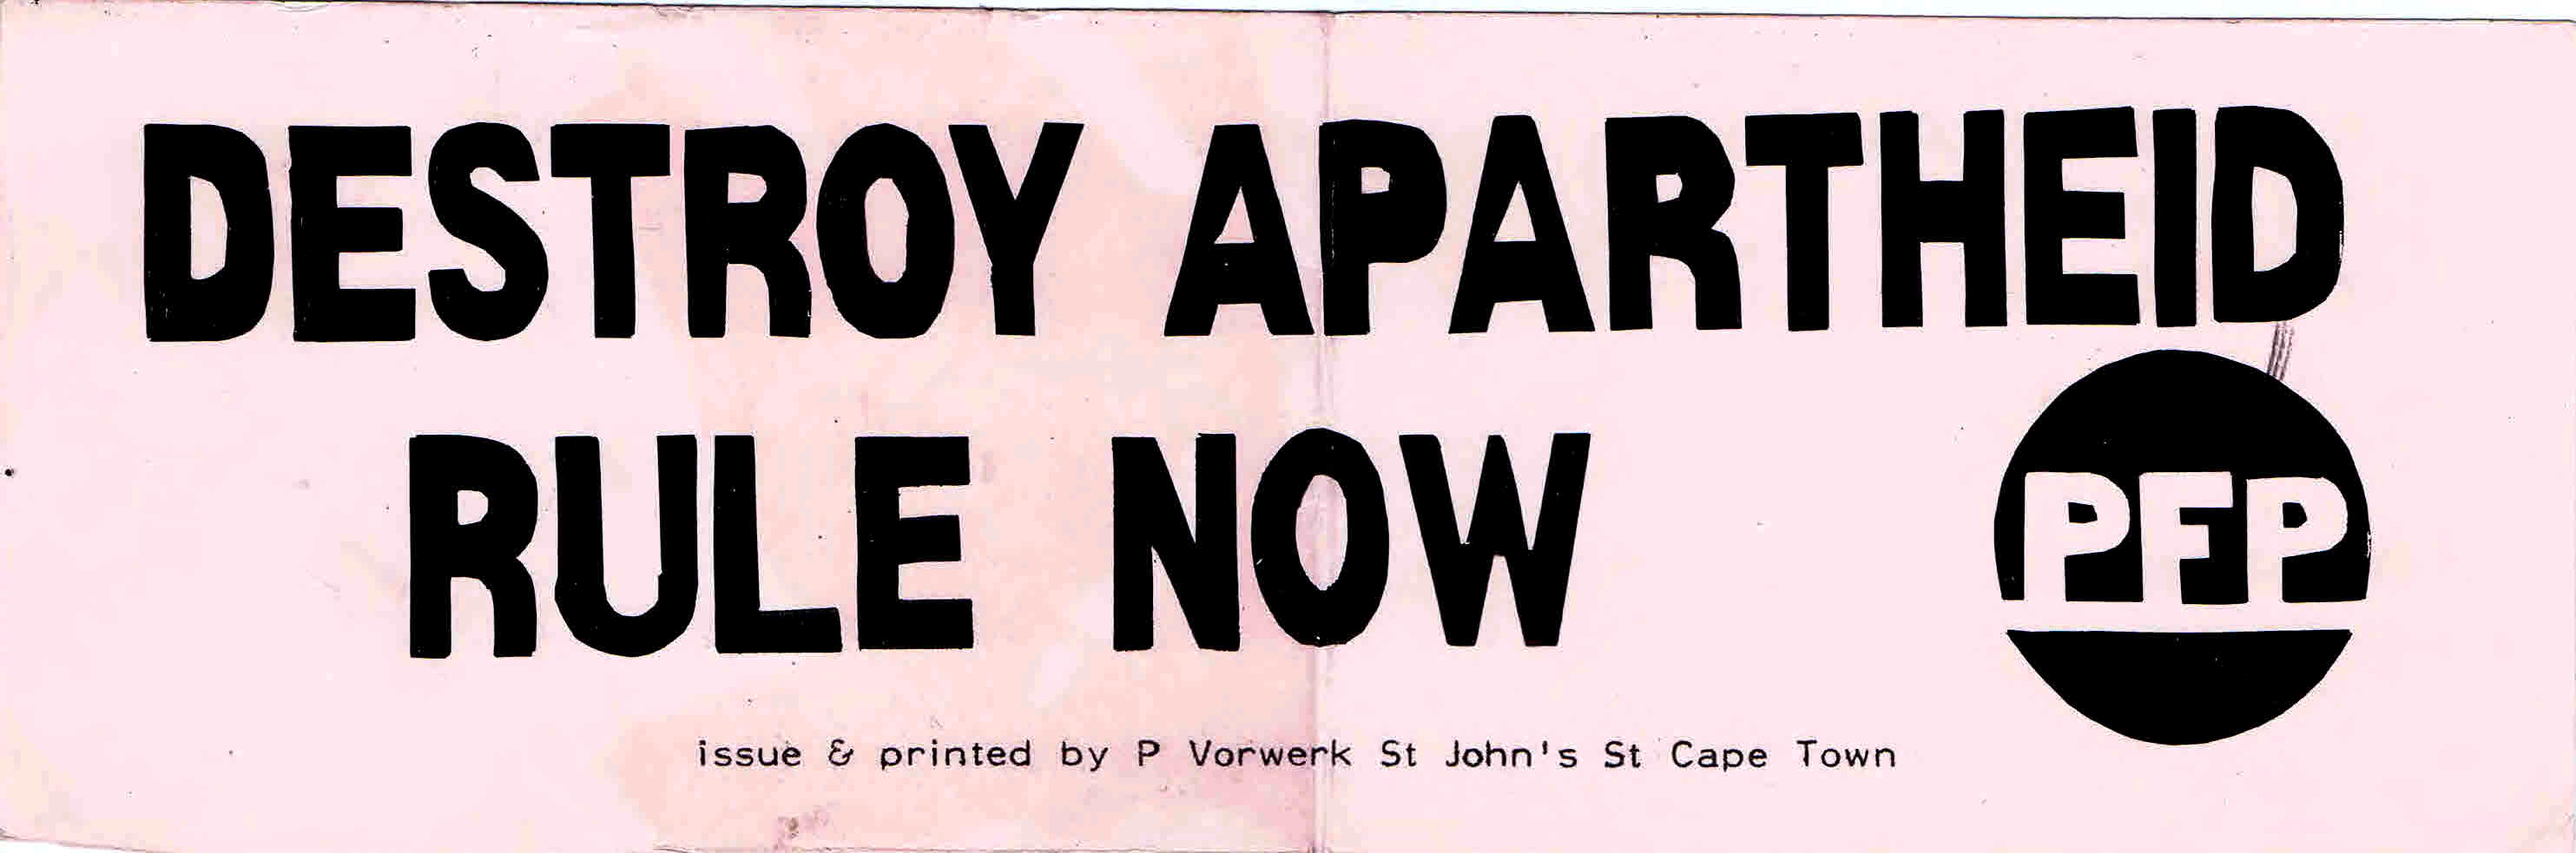 DESTROY APARTHEID
RULE NOW
PFP
issue & printed by P Vorwerk St John's St Cape Town